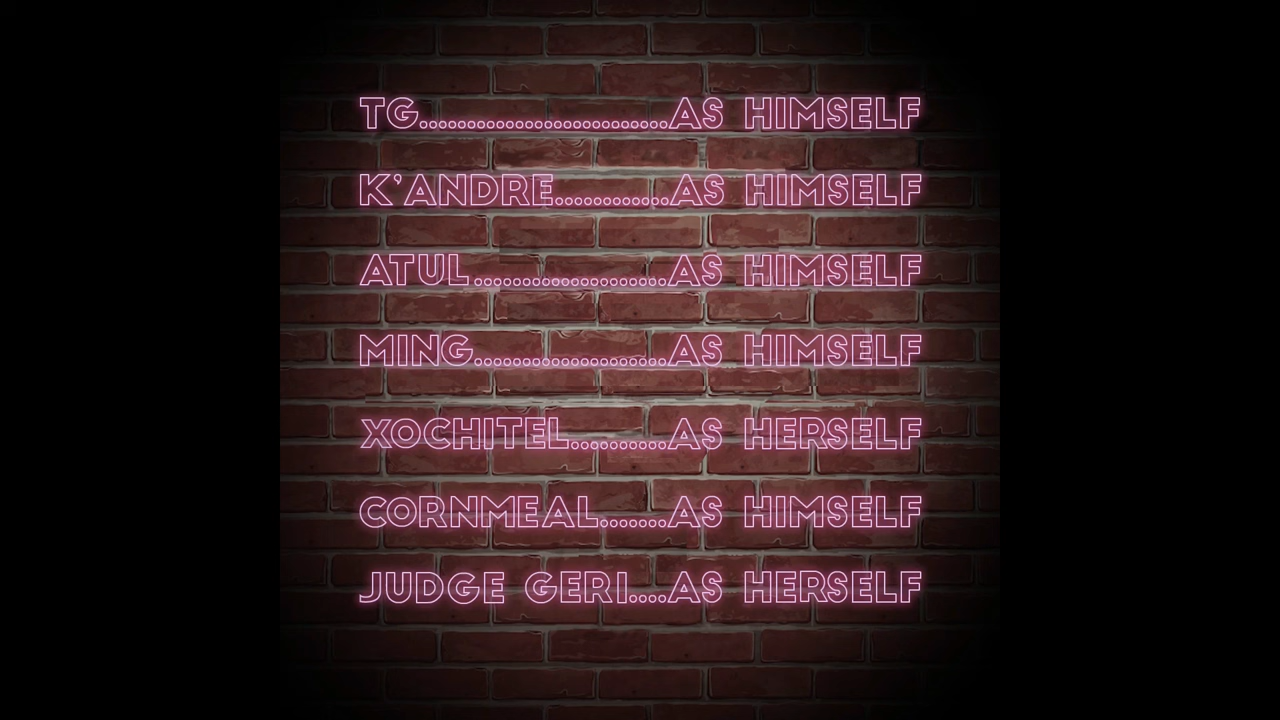 TG..........................AS HIMSELF
K'ANDRE............AS HIMSELF
ATUL....................AS HIMSELF
MING....................AS HIMSELF
XOCHITEL..........AS HERSELF
CORNMEAL.......AS HIMSELF
JUDGE GERI....AS HERSELF